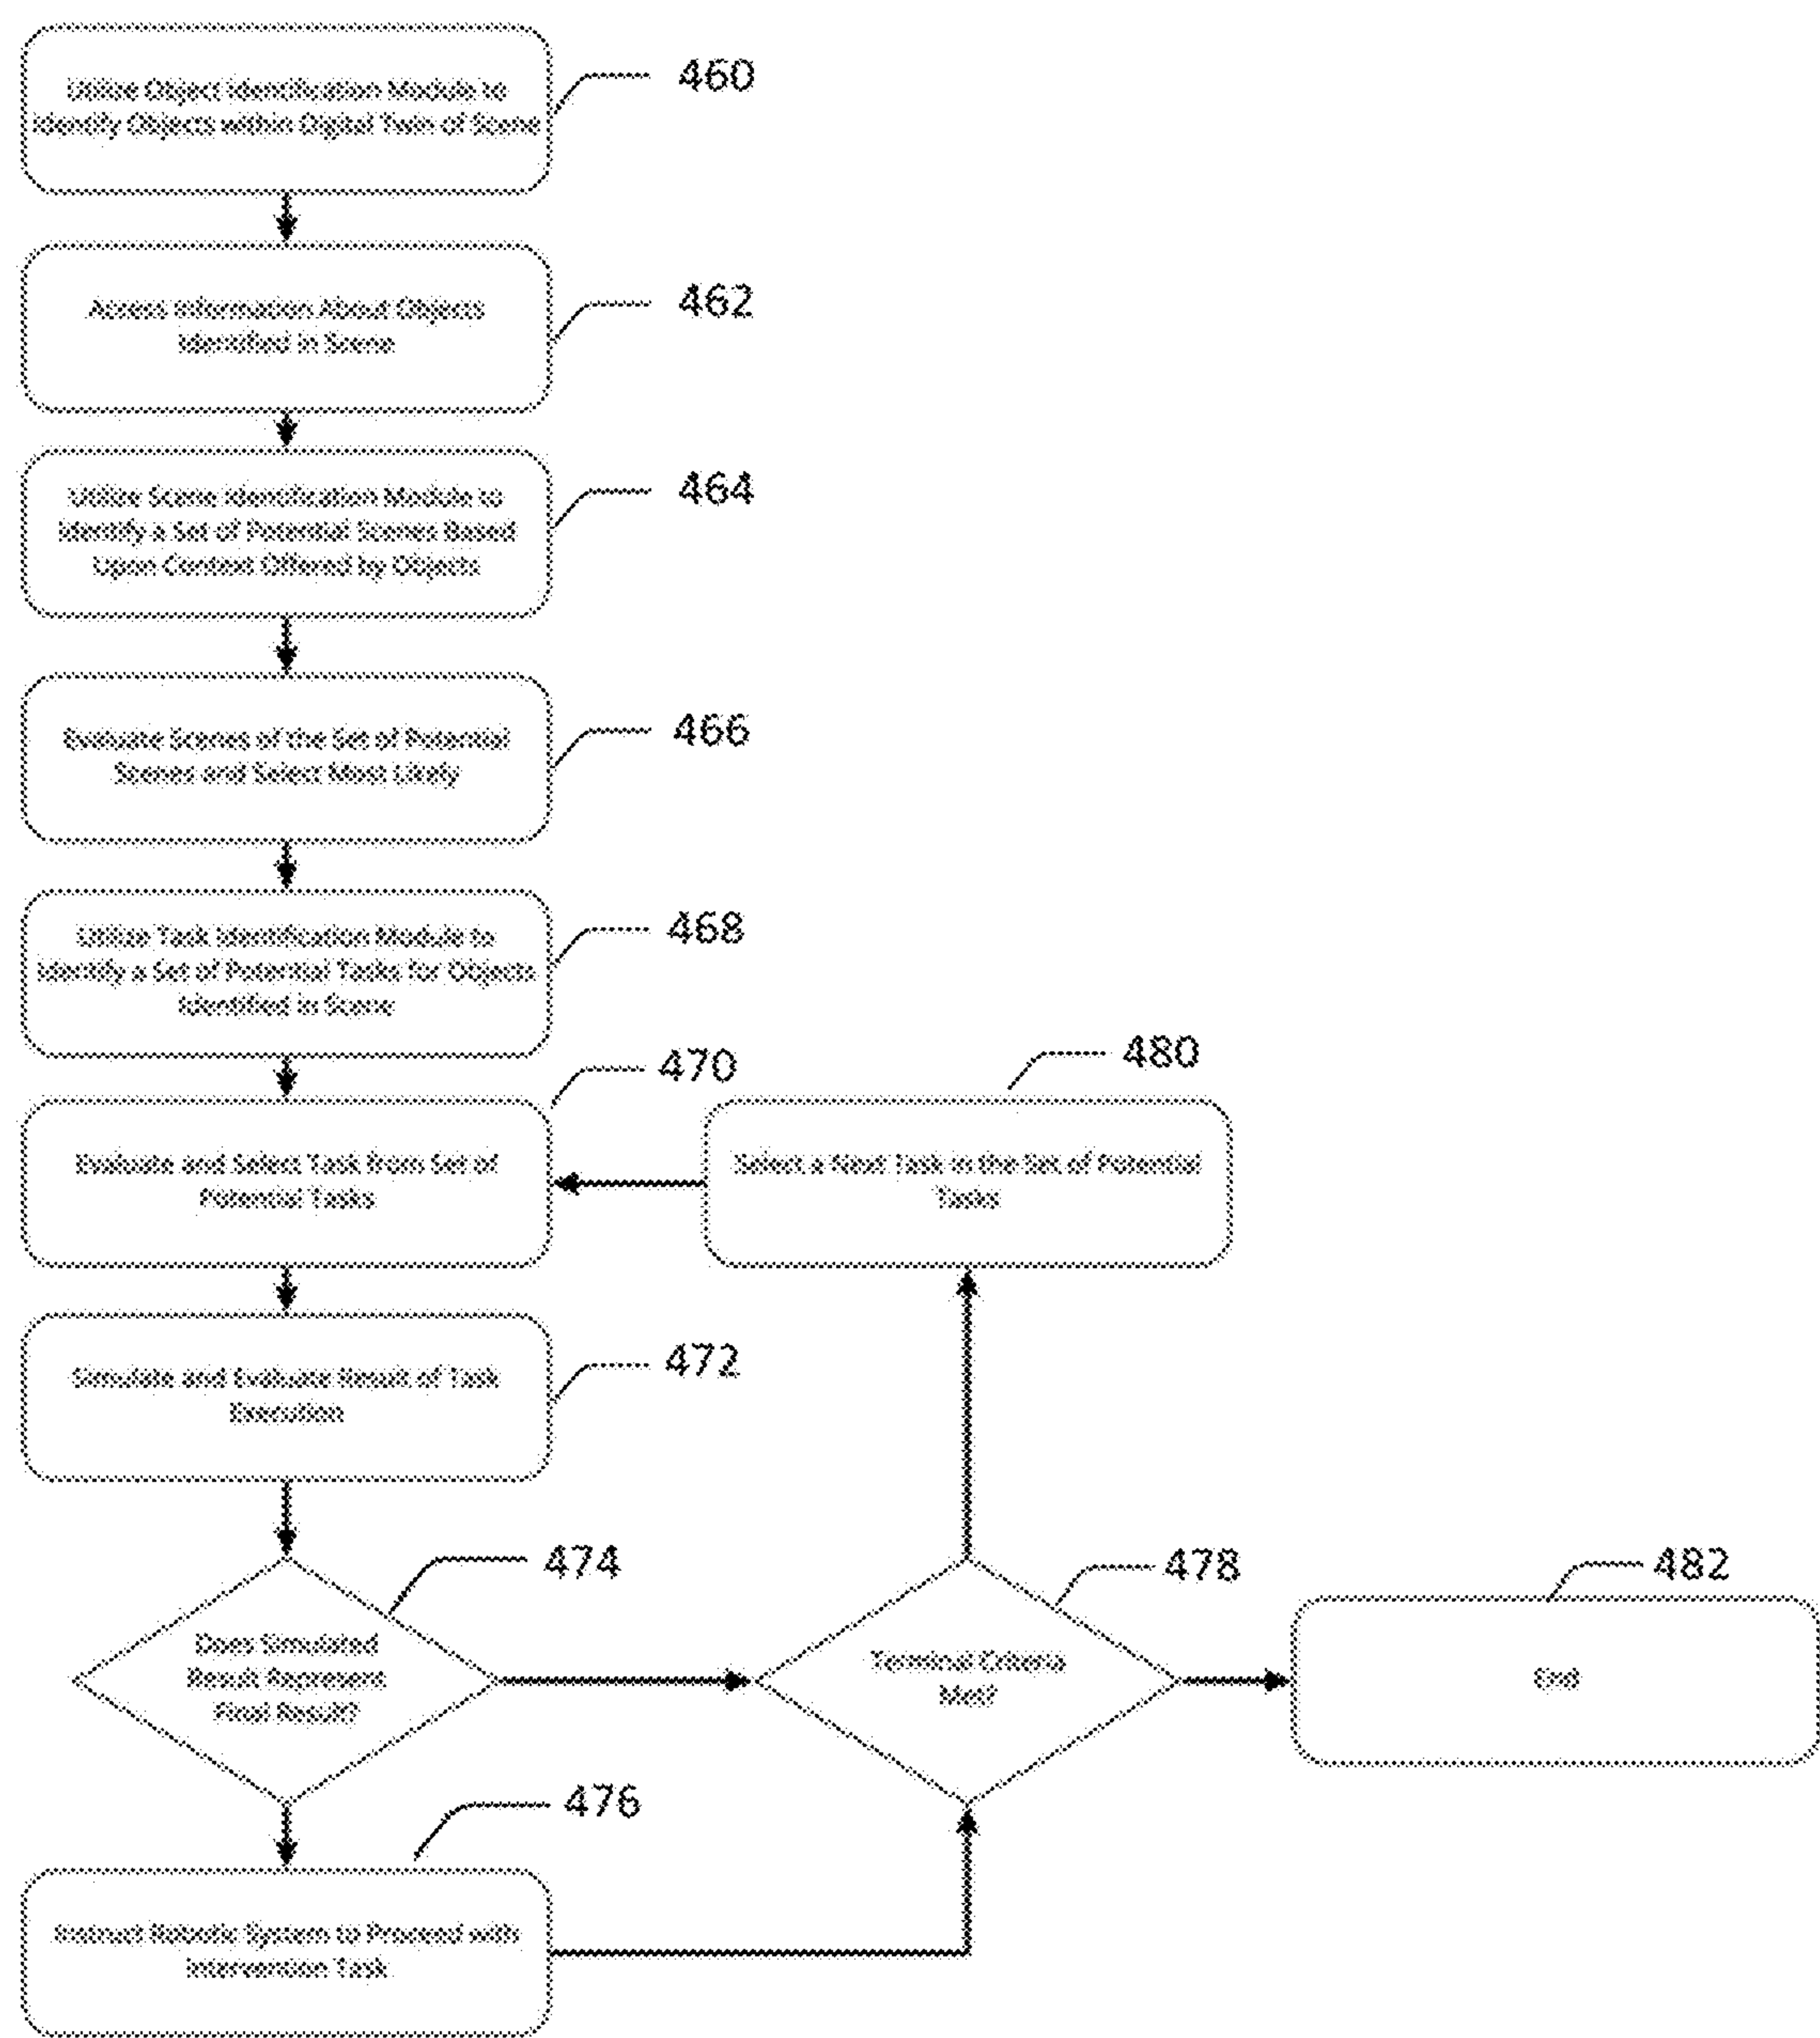 Utilize Object Identification Module to
Identify Objects within Digital Twin of Scene
460
Access Information About Objects
Identified in Scene
462
Utilize Scene Identification Module to
Identify a Set of Potential Scenes Based
Upon Context Offered by Objects
464
Evaluate Scenes of the Set of Potential
Scenes and Select Most Likely
466
Utilize Task Identification Module to
Identify a Set of Potential Tasks for Objects
Identified in Scene
468
Evaluate and Select Task from Set of
Potential Tasks
470
Select a Next Task in the Set of Potential
Tasks
480
Simulate and Evaluate Result of Task
Execution
472
Does Simulated
Result Represent
Final Result?
474
Terminal Criteria
Met?
478
End
482
Instruct Robotic System to Proceed with
Intervention Task
476